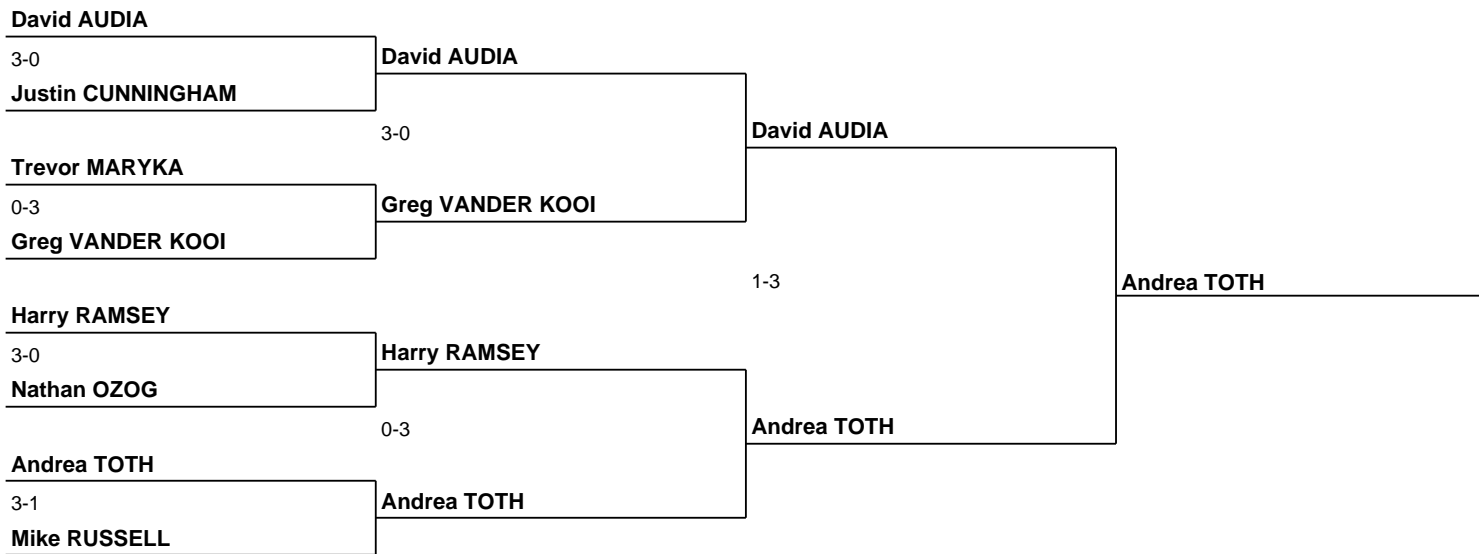 David AUDIA
3-0
David AUDIA
Justin CUNNINGHAM
3-0
David AUDIA
Trevor MARYKA
0-3
Greg VANDER KOOI
Greg VANDER KOOI
1-3
Andrea TOTH
Harry RAMSEY
3-0
Harry RAMSEY
Nathan OZOG
0-3
Andrea TOTH
Andrea TOTH
3-1
Andrea TOTH
Mike RUSSELL